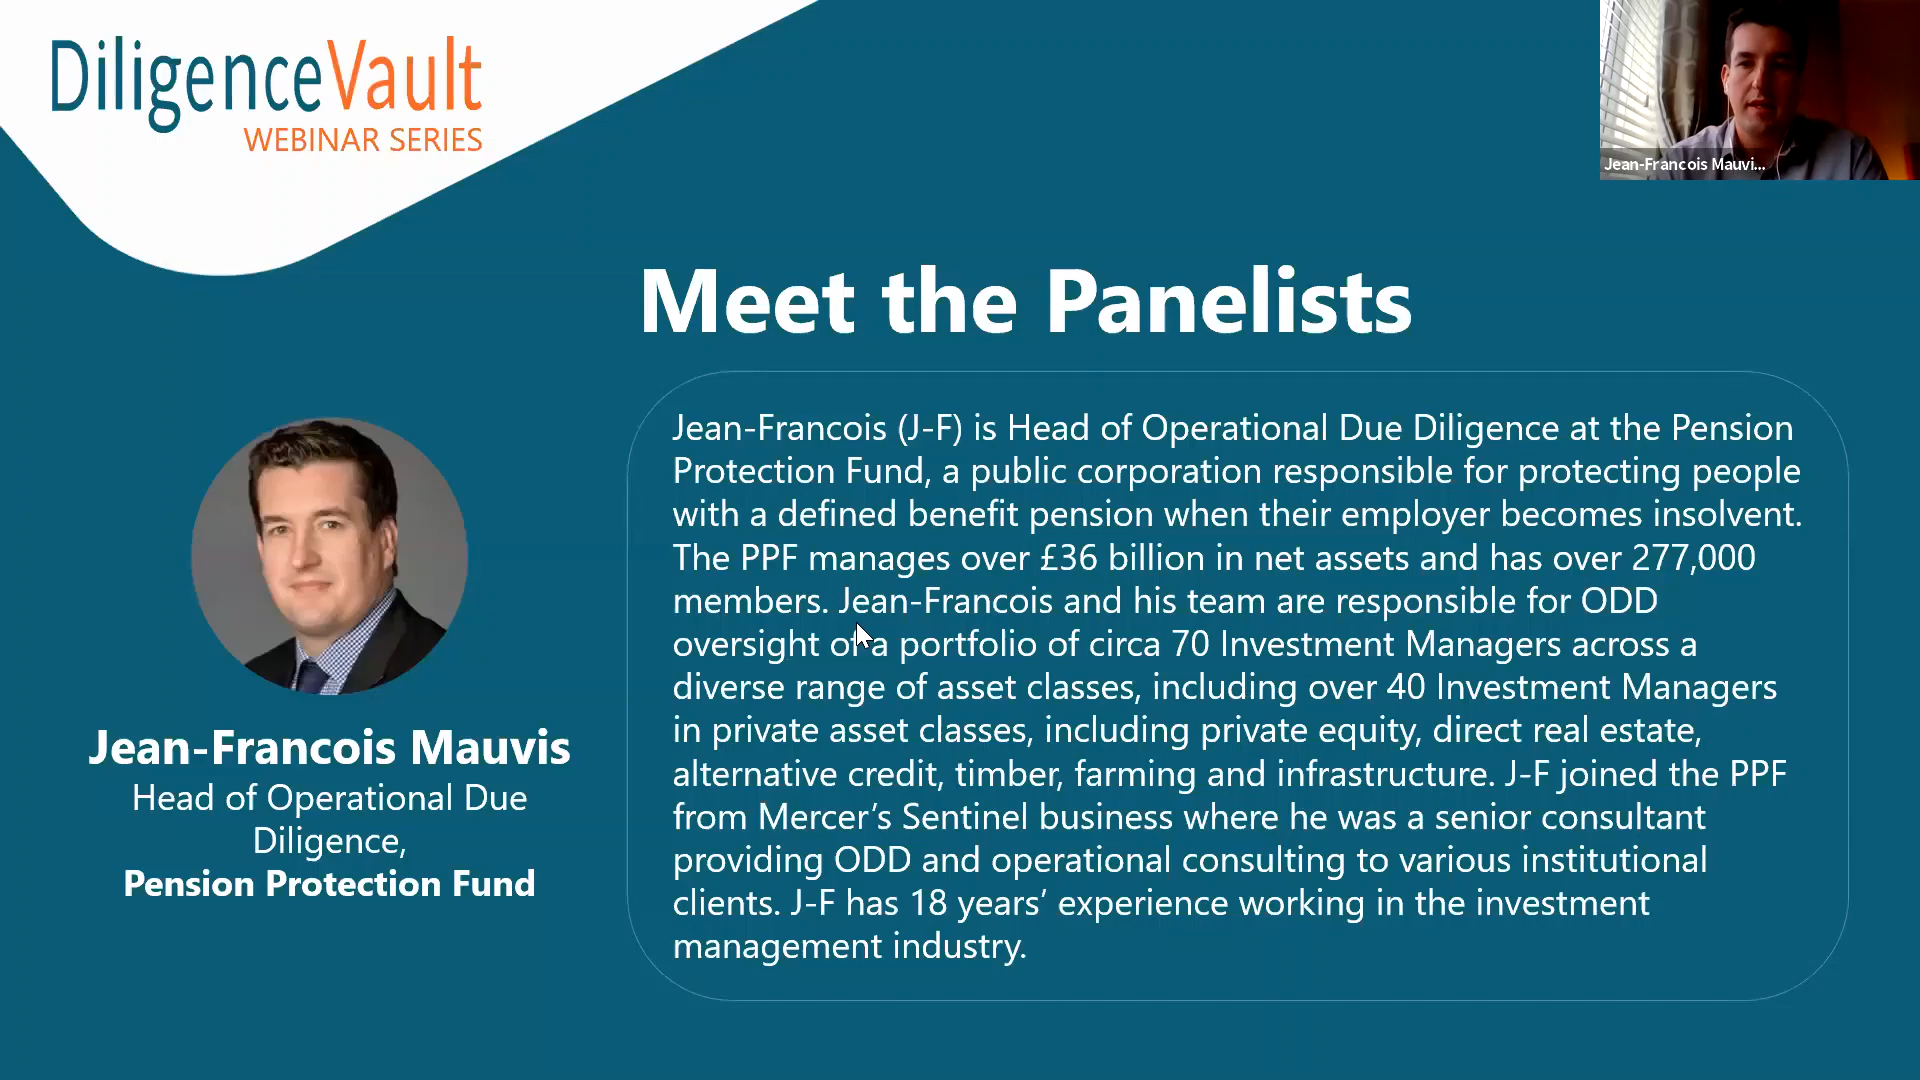 DiligenceVault
WEBINAR SERIES
Jean-Francois Mauvi...
Meet the Panelists
Jean-Francois Mauvis
Head of Operational Due
Diligence,
Pension Protection Fund
Jean-Francois (J-F) is Head of Operational Due Diligence at the Pension
Protection Fund, a public corporation responsible for protecting people
with a defined benefit pension when their employer becomes insolvent.
The PPF manages over £36 billion in net assets and has over 277,000
members. Jean-Francois and his team are responsible for ODD
oversight of a portfolio of circa 70 Investment Managers across a
diverse range of asset classes, including over 40 Investment Managers
in private asset classes, including private equity, direct real estate,
alternative credit, timber, farming and infrastructure. J-F joined the PPF
from Mercer’s Sentinel business where he was a senior consultant
providing ODD and operational consulting to various institutional
clients. J-F has 18 years’ experience working in the investment
management industry.